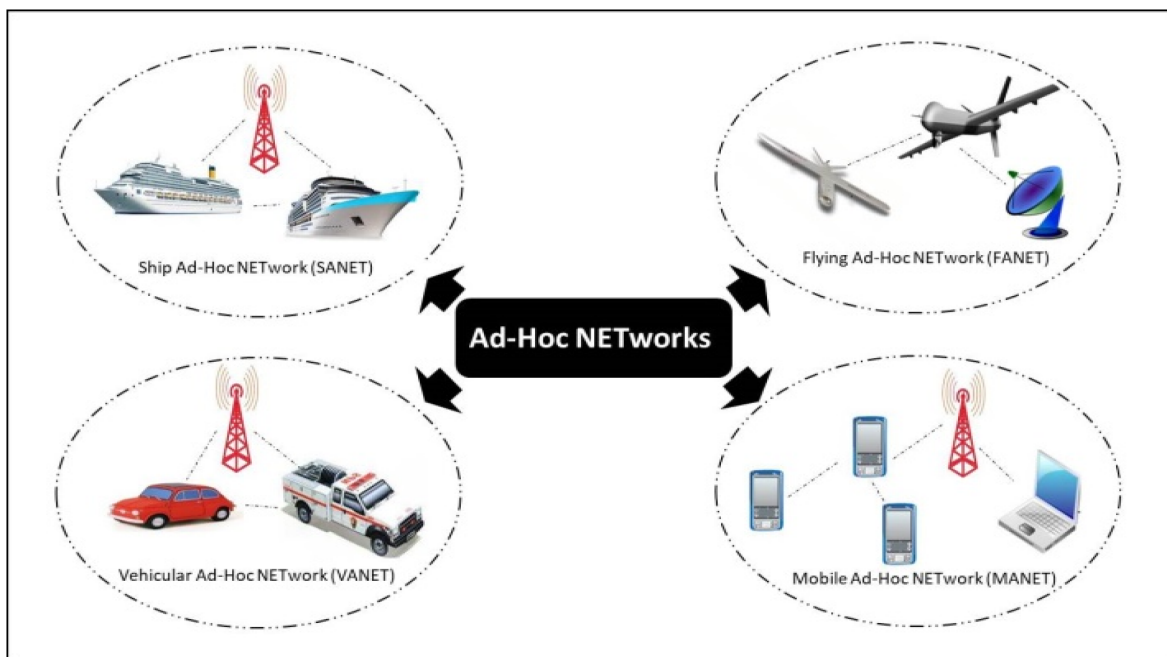 Ship Ad-Hoc NETwork (SANET)
Flying Ad-Hoc NETwork (FANET)
Ad-Hoc NETworks
Vehicular Ad-Hoc NETwork (VANET)
Mobile Ad-Hoc NETwork (MANET)